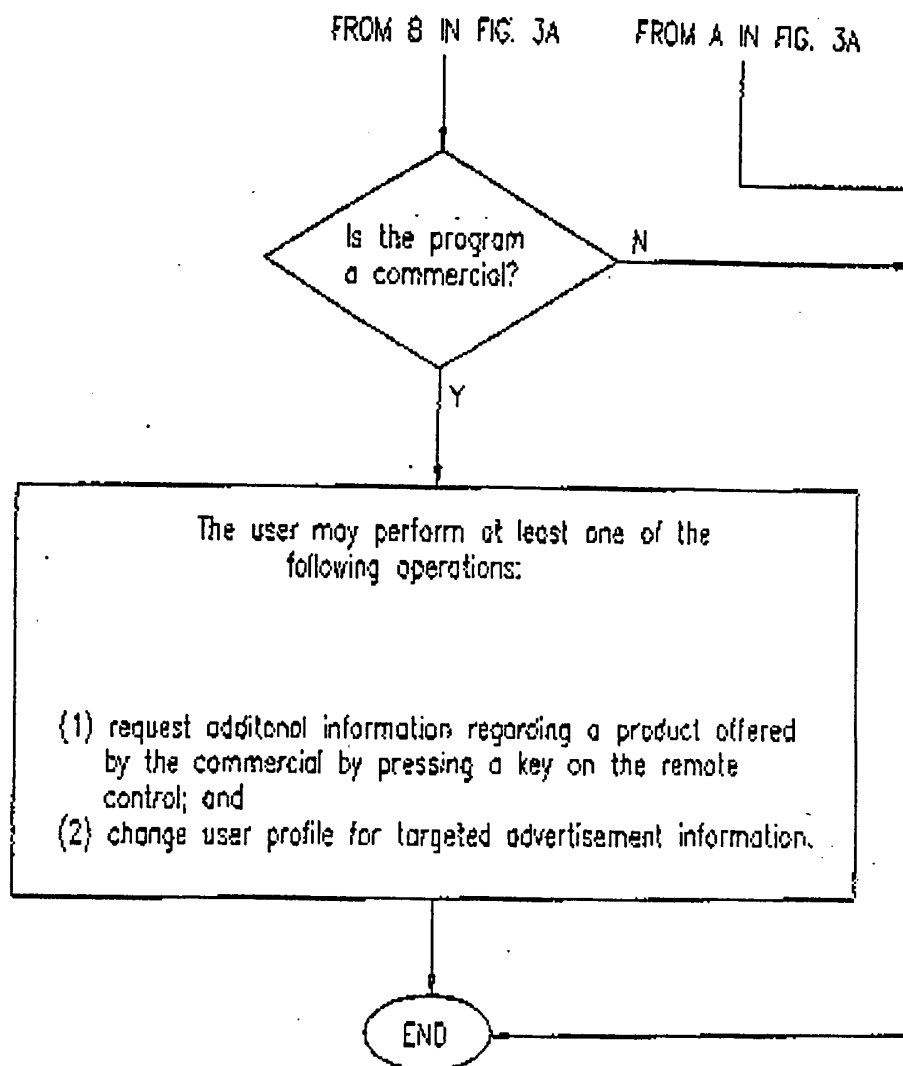 FROM B IN FIG. 3A
FROM A IN FIG. 3A
Is the program
a commercial?
N
Y
The user may perform at least one of the
following operations:
(1) request additonal information regarding a product offered
by the commercial by pressing a key on the remote
control; and
(2) change user profile for targeted advertisement information.
END